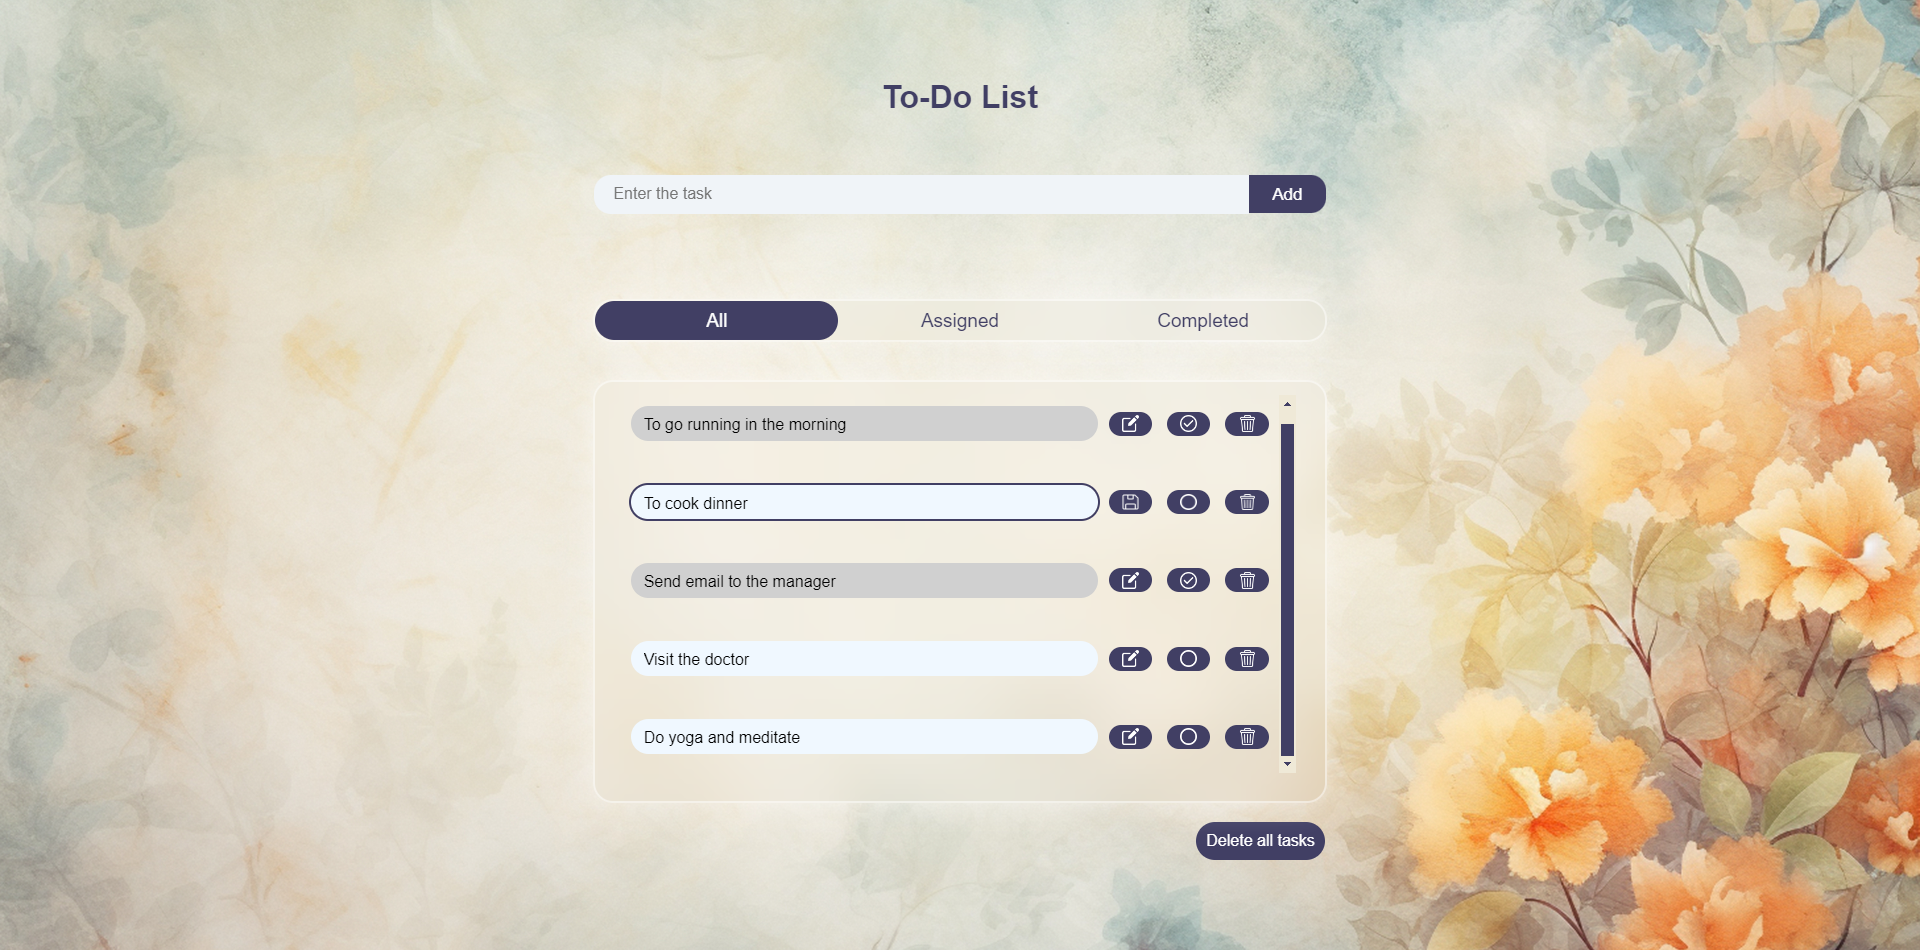 To-Do List
Enter the task
Add
All
Assigned
Completed
To go running in the morning
To cook dinner
Send email to the manager
Visit the doctor
Do yoga and meditate
Delete all tasks